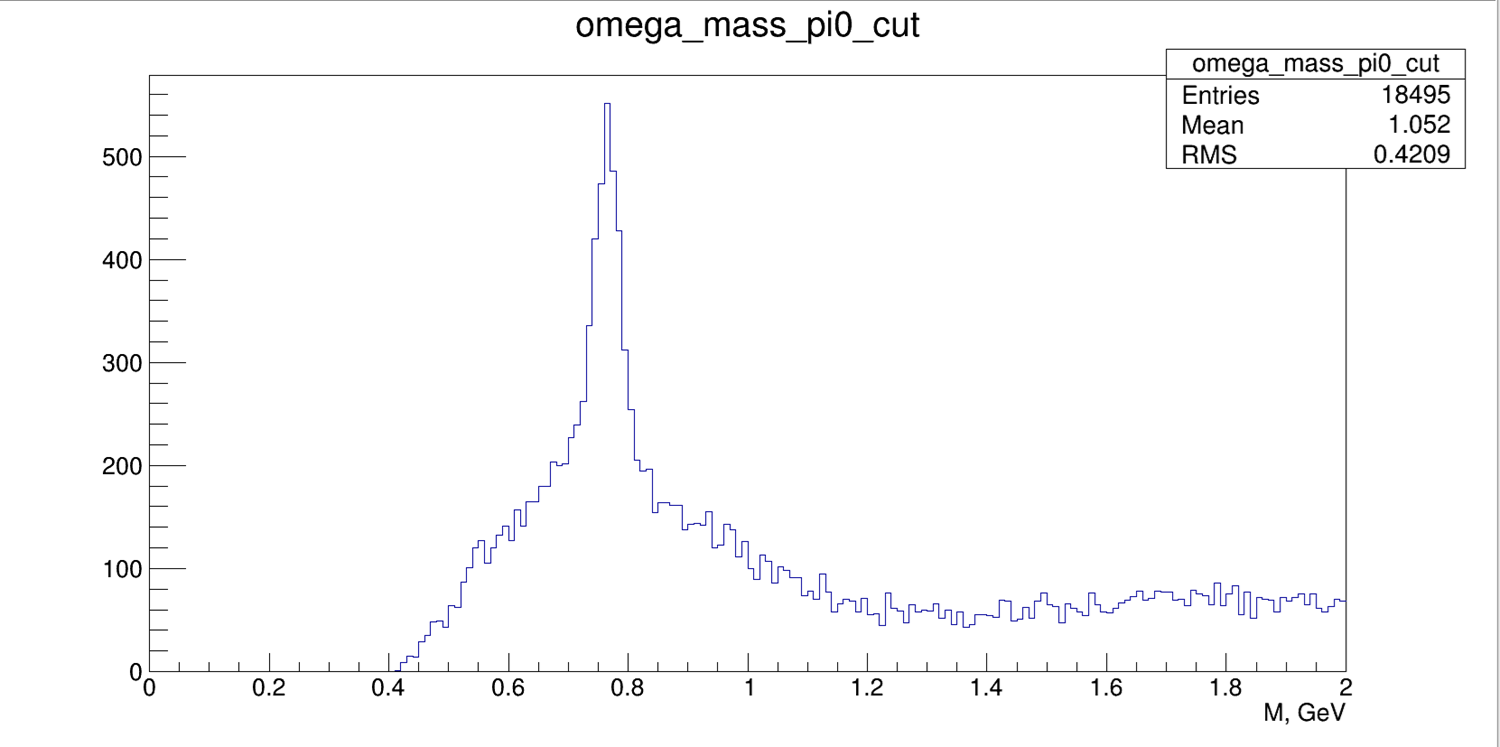 omega_mass_pi0_cut
omega_mass_pi0_cut
Entries 18495
Mean 1.052
RMS 0.4209
500
400
300
200
100
0
0 0.2 0.4 0.6 0.8 1 1.2 1.4 1.6 1.8 2
M, GeV